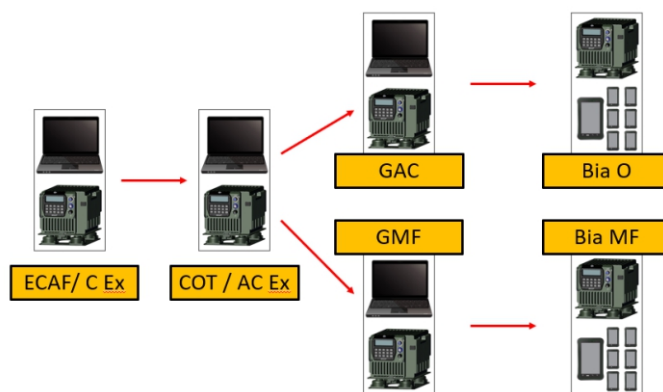 GAC
Bia O
GMF
Bia MF
ECAF/ C Ex
COT / AC Ex